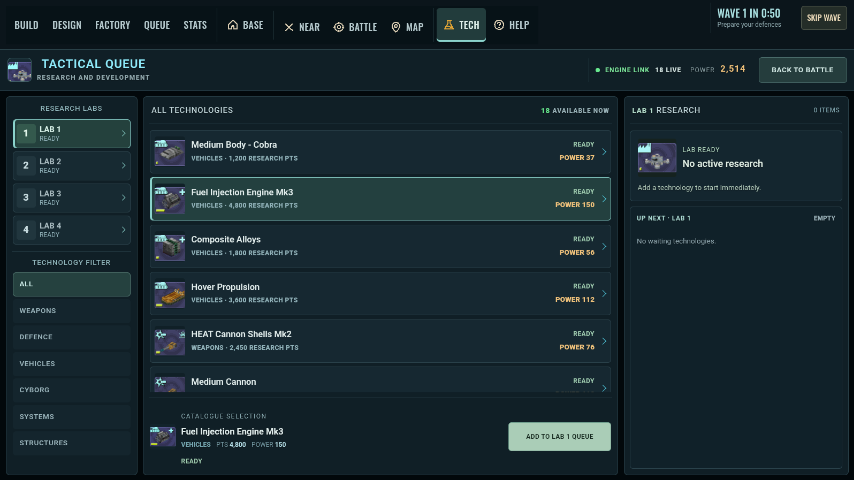 BUILD DESIGN FACTORY QUEUE STATS BASE NEAR BATTLE MAP TECH HELP
WAVE 1 IN 0:50
Prepare your defences
SKIP WAVE
TACTICAL QUEUE
RESEARCH AND DEVELOPMENT
ENGINE LINK 18 LIVE POWER 2,514
BACK TO BATTLE
RESEARCH LABS
1 LAB 1
READY
2 LAB 2
READY
3 LAB 3
READY
4 LAB 4
READY
TECHNOLOGY FILTER
ALL
WEAPONS
DEFENCE
VEHICLES
CYBORG
SYSTEMS
STRUCTURES
ALL TECHNOLOGIES 18 AVAILABLE NOW
Medium Body - Cobra READY
VEHICLES · 1,200 RESEARCH PTS POWER 37
Fuel Injection Engine Mk3 READY
VEHICLES · 4,800 RESEARCH PTS POWER 150
Composite Alloys READY
VEHICLES · 1,800 RESEARCH PTS POWER 56
Hover Propulsion READY
VEHICLES · 3,600 RESEARCH PTS POWER 112
HEAT Cannon Shells Mk2 READY
WEAPONS · 2,450 RESEARCH PTS POWER 76
Medium Cannon READY
CATALOGUE SELECTION
Fuel Injection Engine Mk3
VEHICLES PTS 4,800 POWER 150
READY
ADD TO LAB 1 QUEUE
LAB 1 RESEARCH 0 ITEMS
LAB READY
No active research
Add a technology to start immediately.
UP NEXT · LAB 1 EMPTY
No waiting technologies.